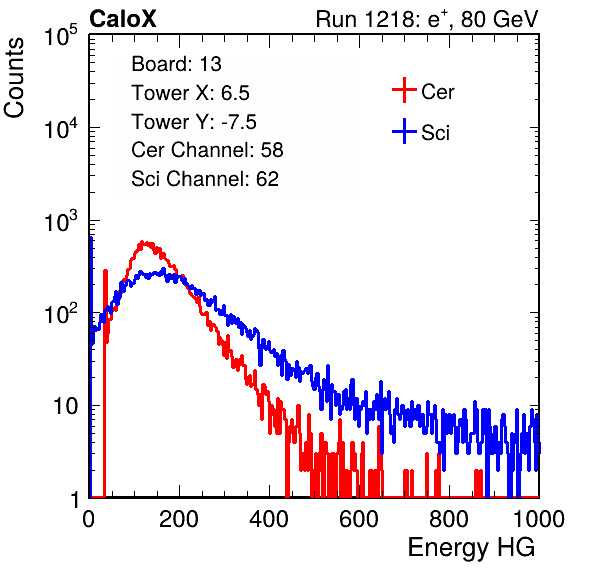 CaloX Run 1218: e⁺, 80 GeV
Counts
Board: 13
Tower X: 6.5
Tower Y: -7.5
Cer Channel: 58
Sci Channel: 62
Cer
Sci
10⁵
10⁴
10³
10²
10
1
0 200 400 600 800 1000
Energy HG